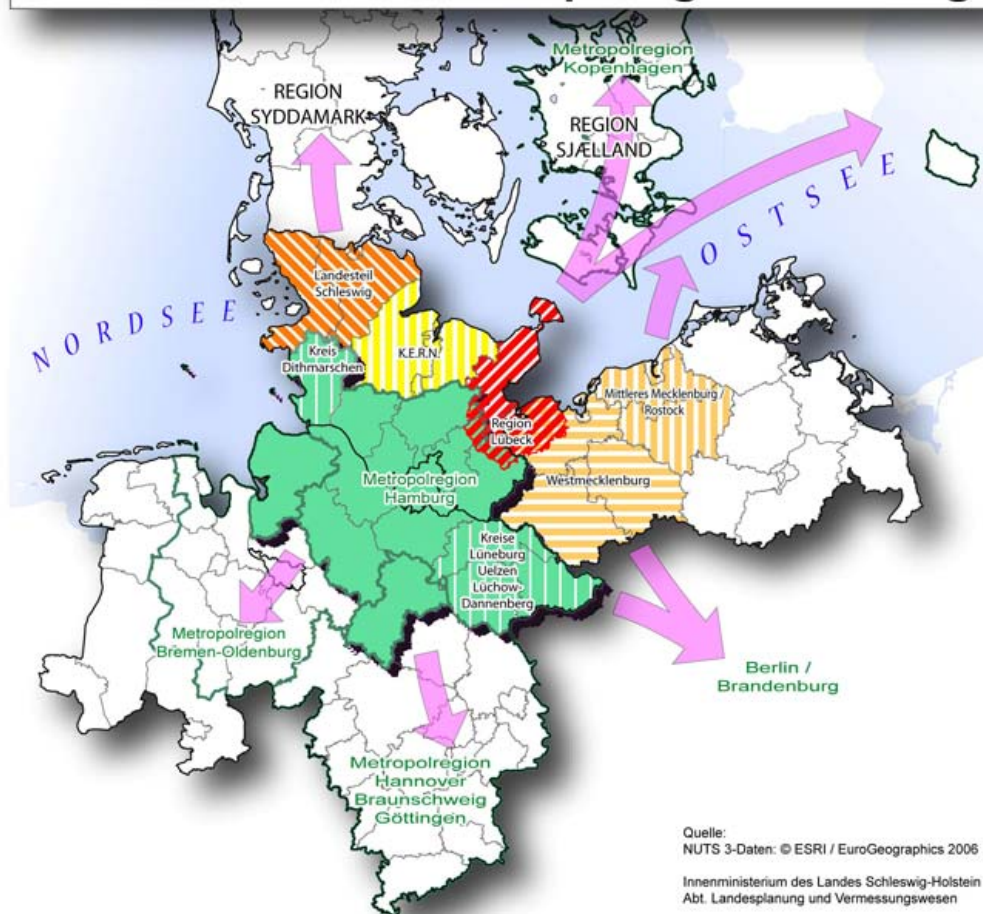 Metropolregion
Kopenhagen
REGION
SYDDAMARK
REGION
SJÆLLAND
OSTSEE
NORDSEE
Landesteil
Schleswig
Kreis
Dithmarschen
K.E.R.N.
Region
Lübeck
Mittleres Mecklenburg /
Rostock
Westmecklenburg
Metropolregion
Hamburg
Kreise
Lüneburg
Uelzen
Lüchow-
Dannenberg
Metropolregion
Bremen-Oldenburg
Berlin /
Brandenburg
Metropolregion
Hannover
Braunschweig
Göttingen
Quelle:
NUTS 3-Daten: © ESRI / EuroGeographics 2006
Innenministerium des Landes Schleswig-Holstein
Abt. Landesplanung und Vermessungswesen